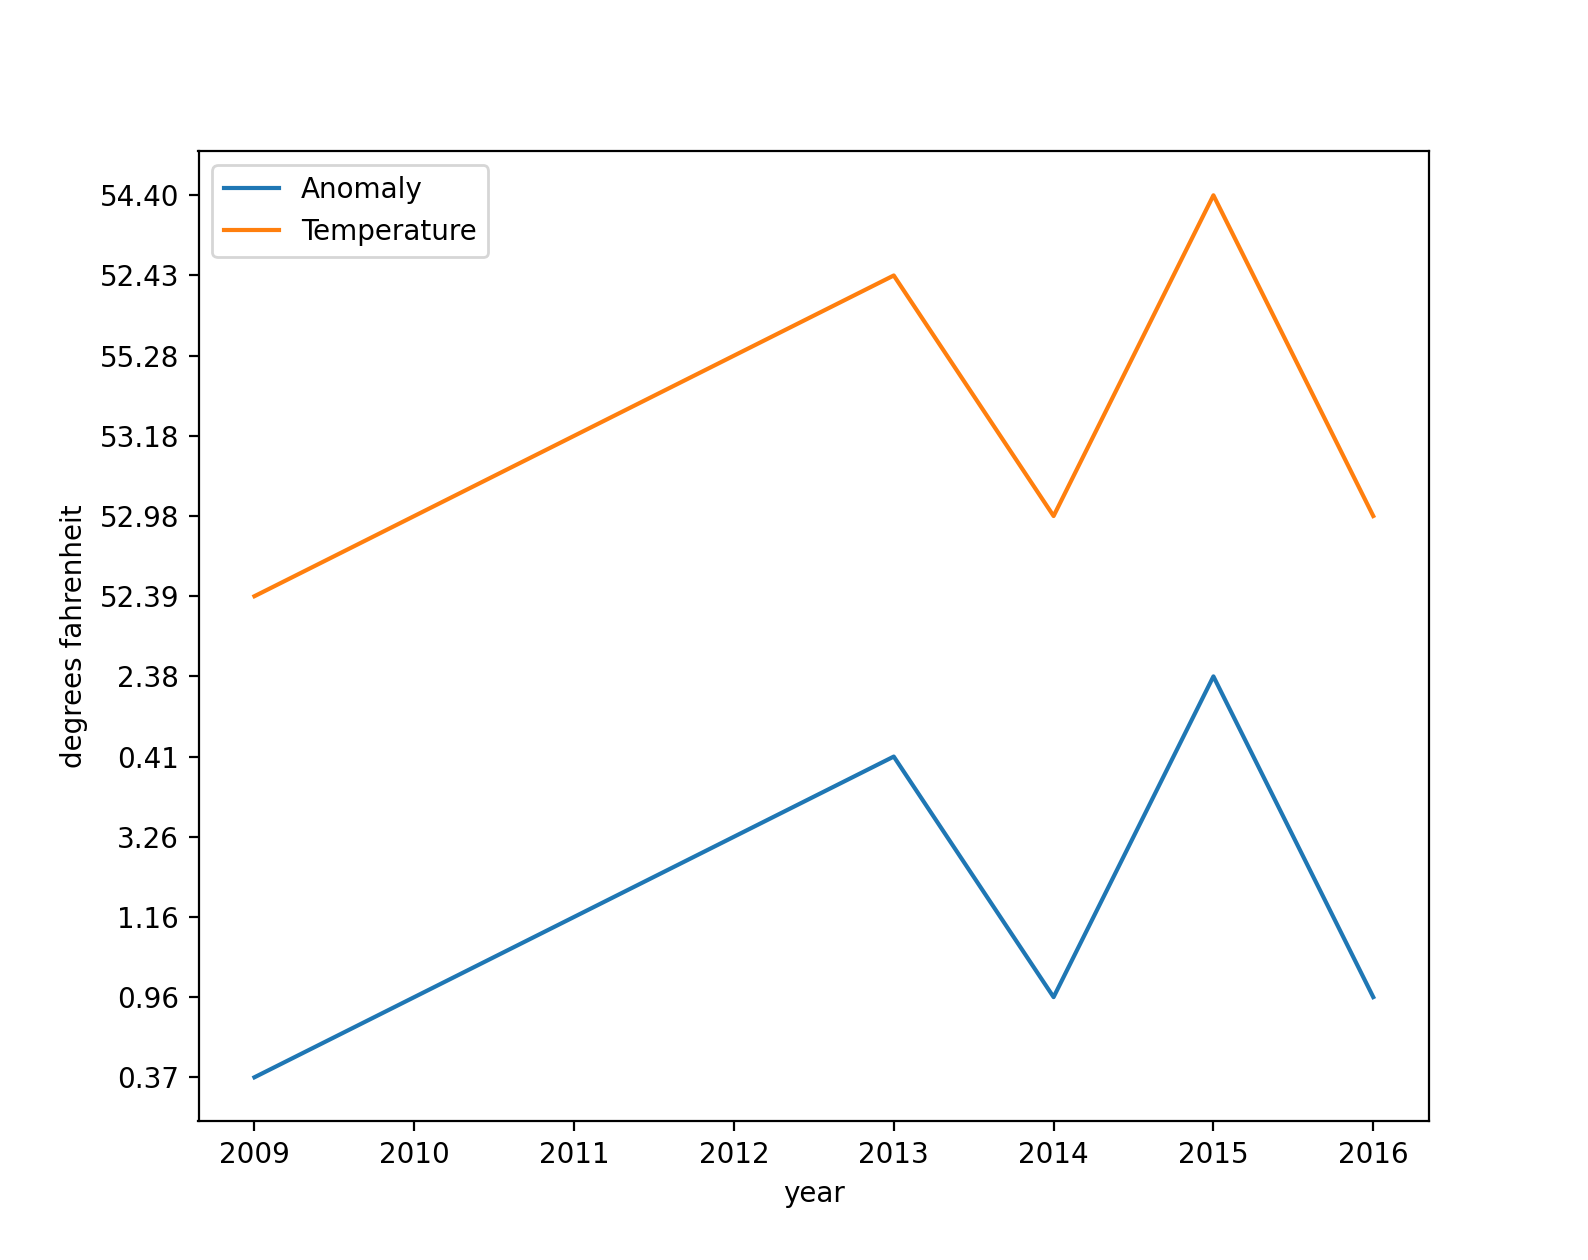 Anomaly
Temperature
54.40
52.43
55.28
53.18
52.98
52.39
2.38
0.41
3.26
1.16
0.96
0.37
degrees fahrenheit
2009 2010 2011 2012 2013 2014 2015 2016
year